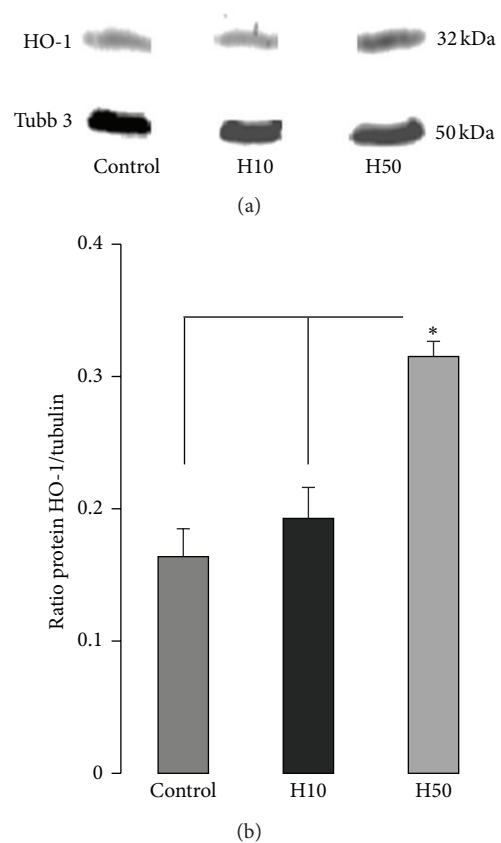 HO-1 32 kDa
Tubb 3 50 kDa
Control H10 H50
(a)
0.4
0.3
0.2
0.1
0
Ratio protein HO-1/tubulin
*
Control H10 H50
(b)